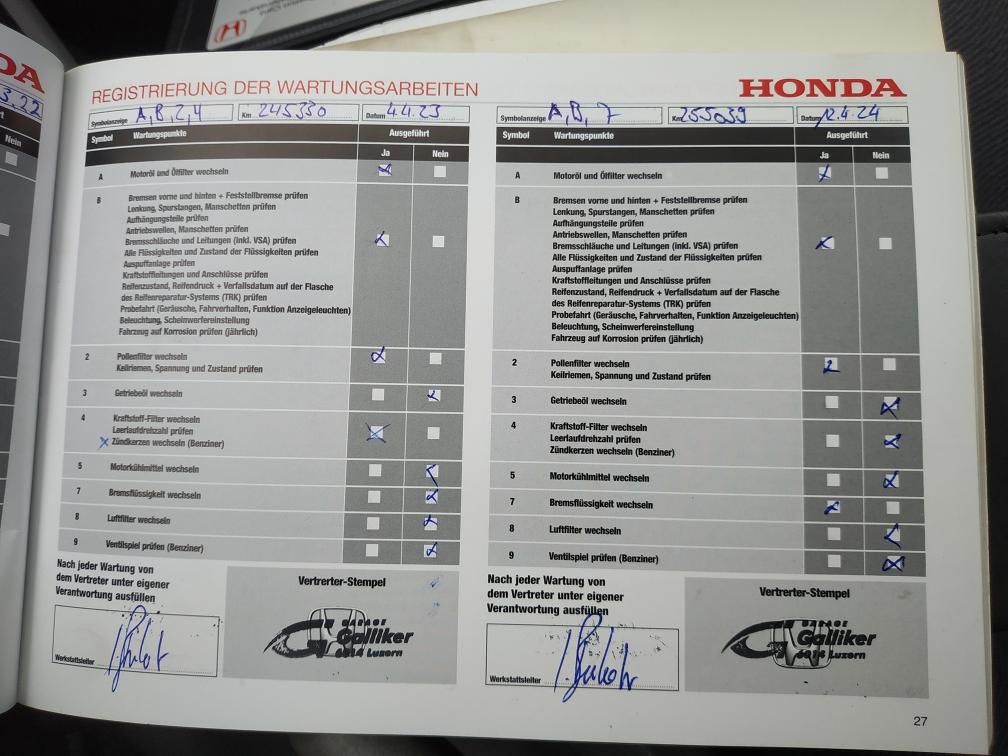 HONDA
3.22
Nein
REGISTRIERUNG DER WARTUNGSARBEITEN
HONDA
Symbolanzeige A, B, 2, 4 Km 245330 Datum 4.4.23
Symbol Wartungspunkte Ausgeführt
Ja Nein
A Motoröl und Ölfilter wechseln
B Bremsen vorne und hinten + Feststellbremse prüfen
Lenkung, Spurstangen, Manschetten prüfen
Aufhängungsteile prüfen
Antriebswellen, Manschetten prüfen
Bremsschläuche und Leitungen (inkl. VSA) prüfen
Alle Flüssigkeiten und Zustand der Flüssigkeiten prüfen
Auspuffanlage prüfen
Kraftstoffleitungen und Anschlüsse prüfen
Reifenzustand, Reifendruck + Verfallsdatum auf der Flasche
des Reifenreparatur-Systems (TRK) prüfen
Probefahrt (Geräusche, Fahrverhalten, Funktion Anzeigeleuchten)
Beleuchtung, Scheinwerfereinstellung
Fahrzeug auf Korrosion prüfen (jährlich)
2 Pollenfilter wechseln
Keilriemen, Spannung und Zustand prüfen
3 Getriebeöl wechseln
4 Kraftstoff-Filter wechseln
Leerlaufdrehzahl prüfen
x Zündkerzen wechseln (Benziner)
5 Motorkühlmittel wechseln
7 Bremsflüssigkeit wechseln
8 Luftfilter wechseln
9 Ventilspiel prüfen (Benziner)
Nach jeder Wartung von
dem Vertreter unter eigener
Verantwortung ausfüllen
Werkstattleiter
Vertrerter-Stempel
GARAGE
Galliker
6014 Luzern
Symbolanzeige A, B, 7 Km 255039 Datum 12.4.24
Symbol Wartungspunkte Ausgeführt
Ja Nein
A Motoröl und Ölfilter wechseln
B Bremsen vorne und hinten + Feststellbremse prüfen
Lenkung, Spurstangen, Manschetten prüfen
Aufhängungsteile prüfen
Antriebswellen, Manschetten prüfen
Bremsschläuche und Leitungen (inkl. VSA) prüfen
Alle Flüssigkeiten und Zustand der Flüssigkeiten prüfen
Auspuffanlage prüfen
Kraftstoffleitungen und Anschlüsse prüfen
Reifenzustand, Reifendruck + Verfallsdatum auf der Flasche
des Reifenreparatur-Systems (TRK) prüfen
Probefahrt (Geräusche, Fahrverhalten, Funktion Anzeigeleuchten)
Beleuchtung, Scheinwerfereinstellung
Fahrzeug auf Korrosion prüfen (jährlich)
2 Pollenfilter wechseln
Keilriemen, Spannung und Zustand prüfen
3 Getriebeöl wechseln
4 Kraftstoff-Filter wechseln
Leerlaufdrehzahl prüfen
Zündkerzen wechseln (Benziner)
5 Motorkühlmittel wechseln
7 Bremsflüssigkeit wechseln
8 Luftfilter wechseln
9 Ventilspiel prüfen (Benziner)
Nach jeder Wartung von
dem Vertreter unter eigener
Verantwortung ausfüllen
Werkstattleiter
Vertrerter-Stempel
GARAGE
Galliker
6014 Luzern
27